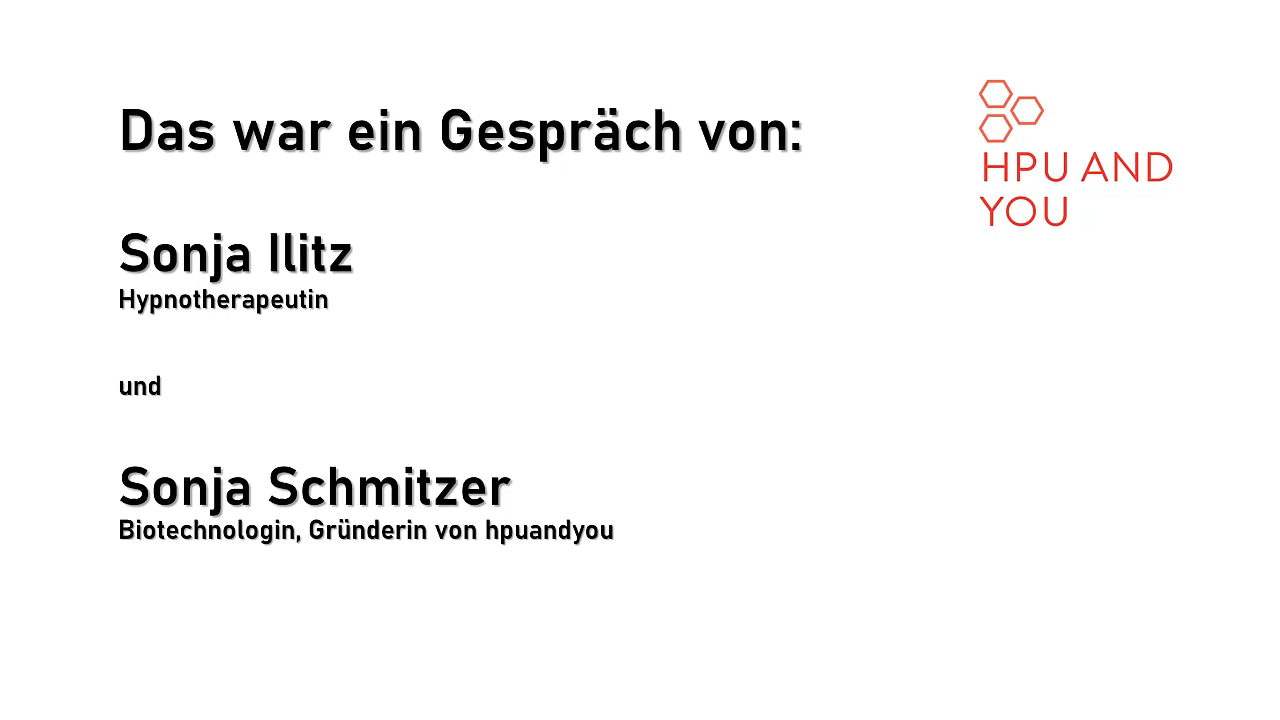 Das war ein Gespräch von:
HPU AND
YOU
Sonja Ilitz
Hypnotherapeutin
und
Sonja Schmitzer
Biotechnologin, Gründerin von hpuandyou